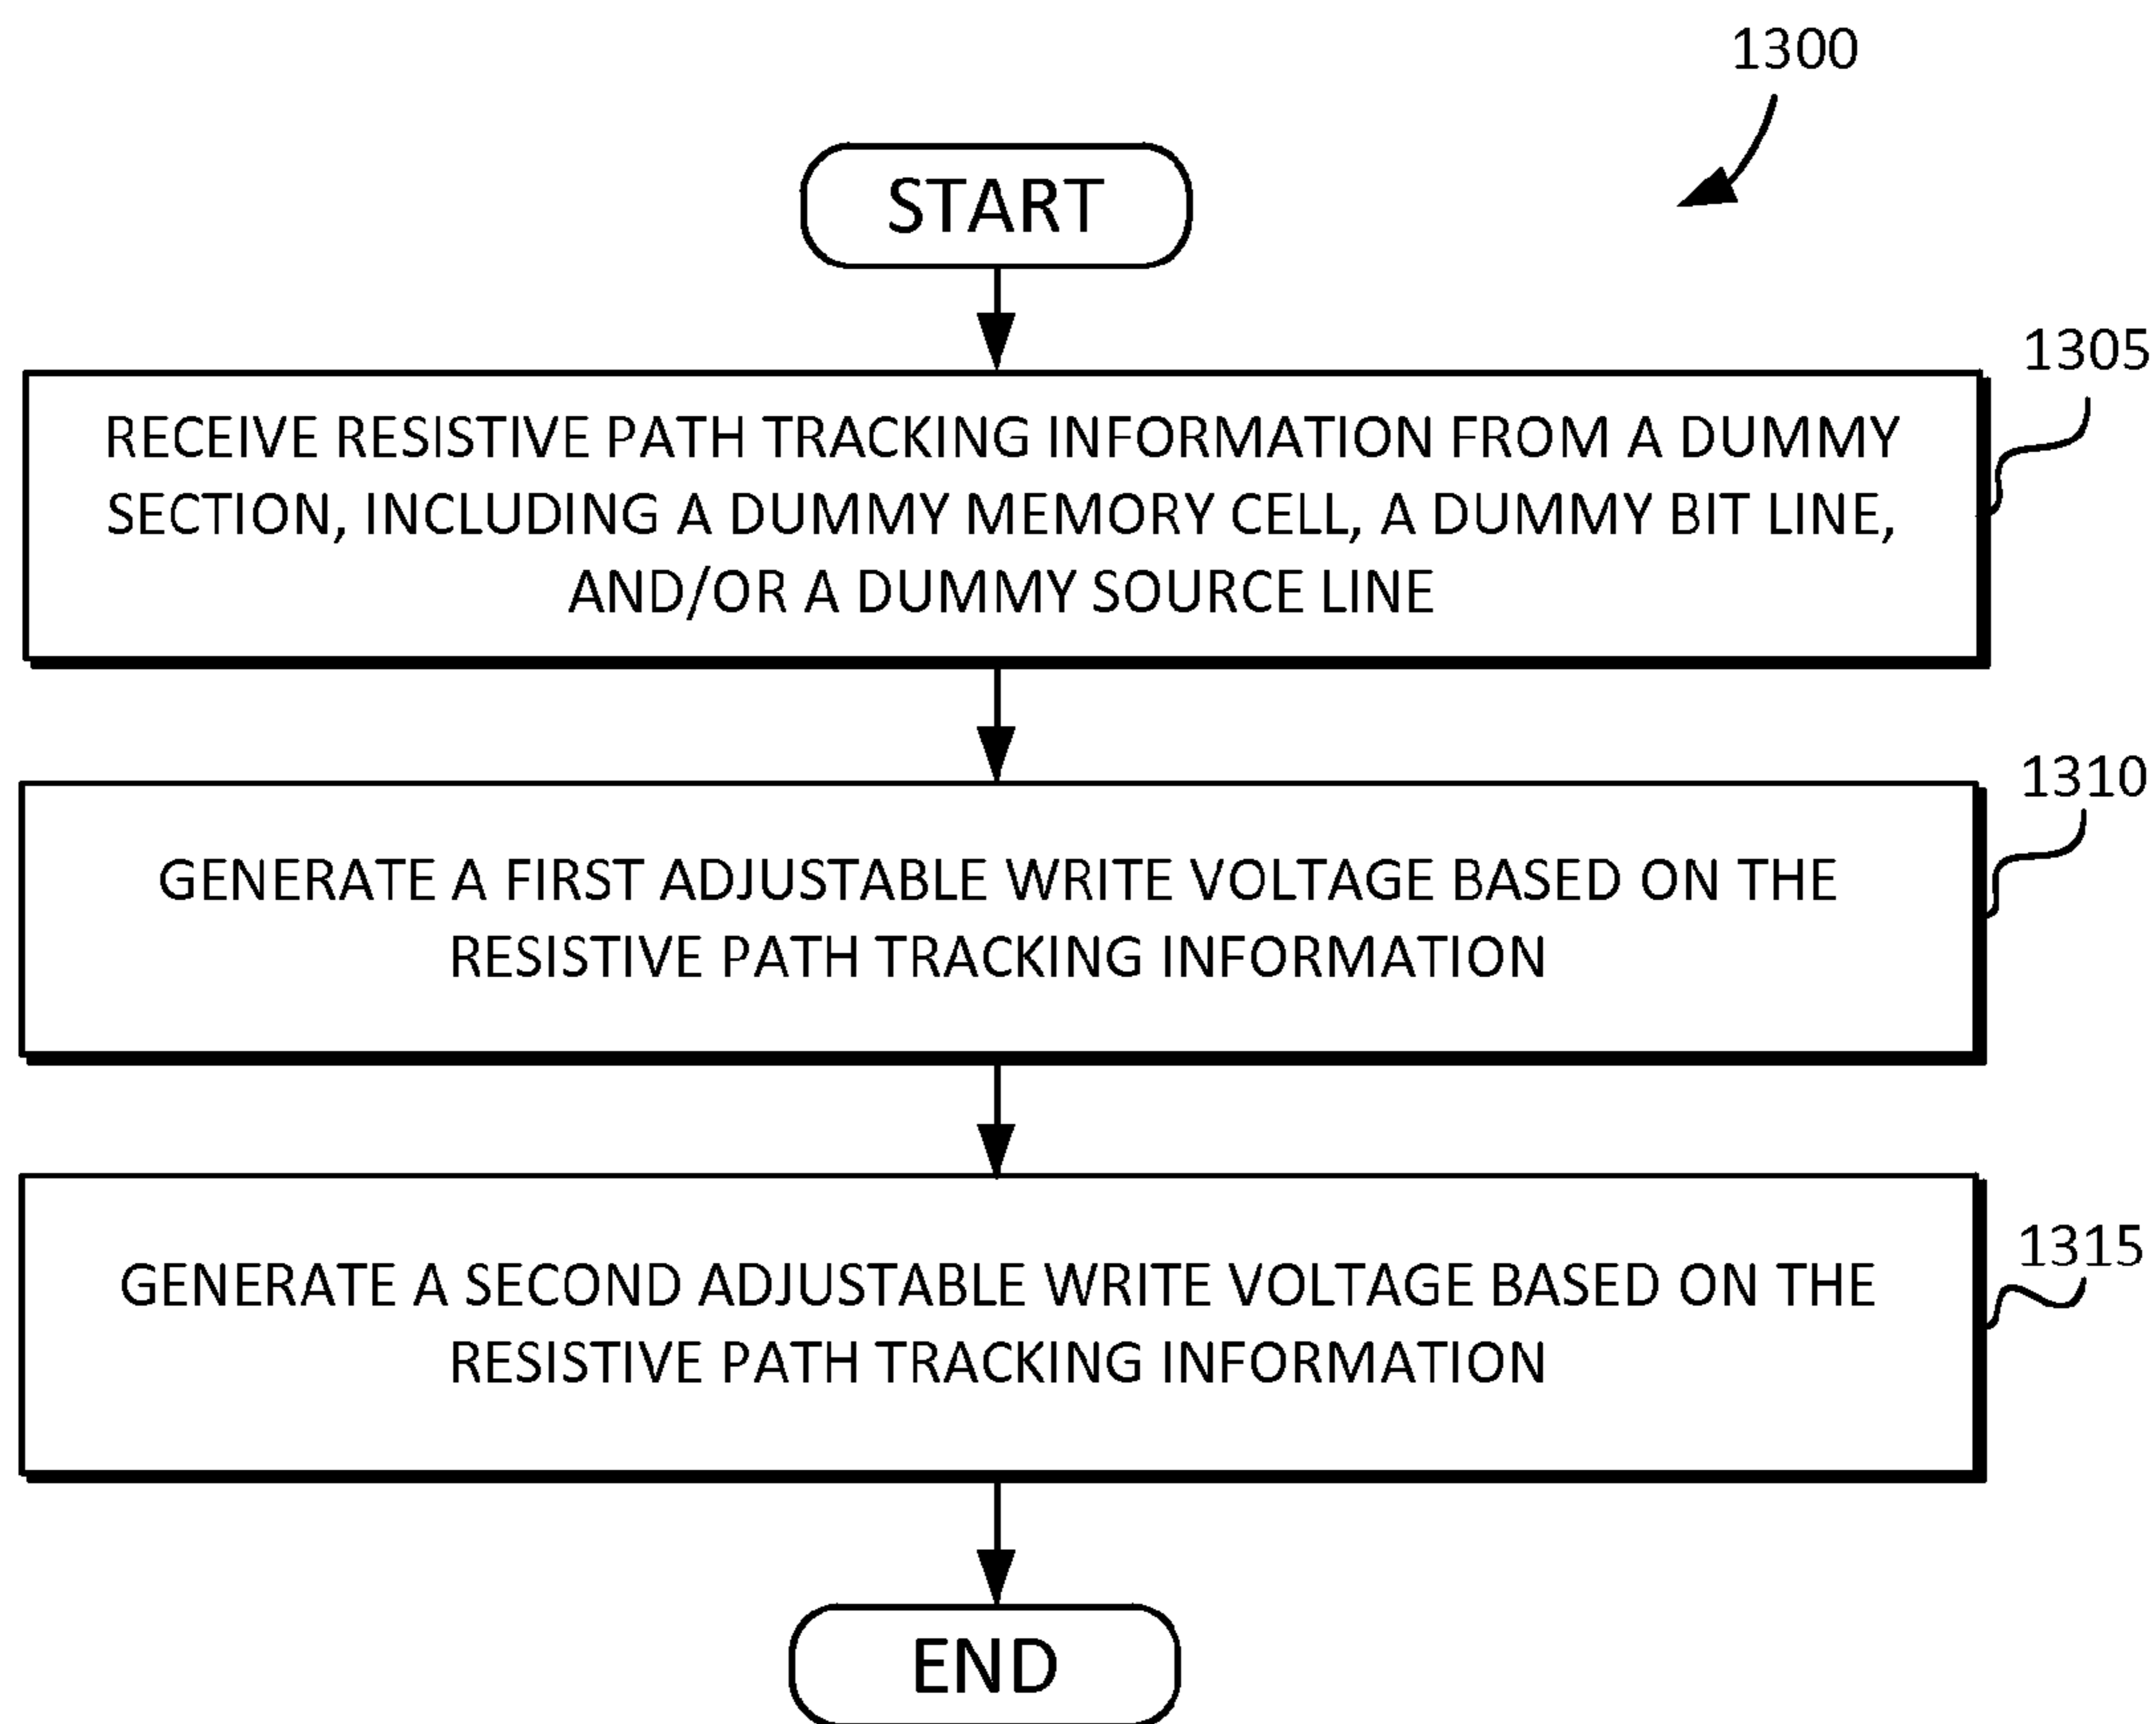 1300
START
1305
RECEIVE RESISTIVE PATH TRACKING INFORMATION FROM A DUMMY
SECTION, INCLUDING A DUMMY MEMORY CELL, A DUMMY BIT LINE,
AND/OR A DUMMY SOURCE LINE
1310
GENERATE A FIRST ADJUSTABLE WRITE VOLTAGE BASED ON THE
RESISTIVE PATH TRACKING INFORMATION
1315
GENERATE A SECOND ADJUSTABLE WRITE VOLTAGE BASED ON THE
RESISTIVE PATH TRACKING INFORMATION
END